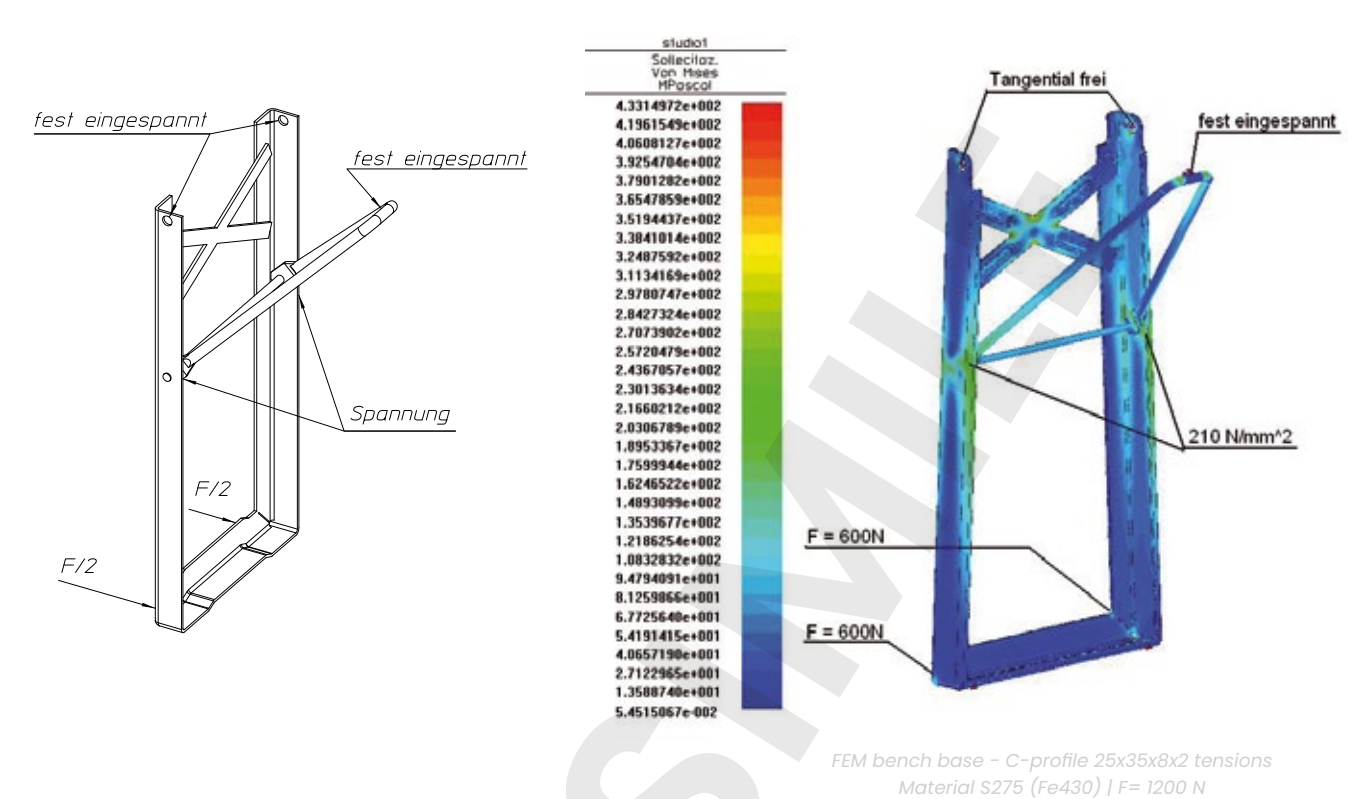 fest eingespannt
fest eingespannt
Spannung
F/2
F/2
studio1
Sollecitaz.
Von Mises
MPascal
4.3314972e+002
4.1961549e+002
4.0608127e+002
3.9254704e+002
3.7901282e+002
3.6547859e+002
3.5194437e+002
3.3841014e+002
3.2487592e+002
3.1134169e+002
2.9780747e+002
2.8427324e+002
2.7073902e+002
2.5720479e+002
2.4367057e+002
2.3013634e+002
2.1660212e+002
2.0306789e+002
1.8953367e+002
1.7599944e+002
1.6246522e+002
1.4893099e+002
1.3539677e+002
1.2186254e+002
1.0832832e+002
9.4794091e+001
8.1259866e+001
6.7725640e+001
5.4191415e+001
4.0657190e+001
2.7122965e+001
1.3588740e+001
5.4515067e-002
Tangential frei
fest eingespannt
210 N/mm^2
F = 600N
F = 600N
FEM bench base - C-profile 25x35x8x2 tensions
Material S275 (Fe430) | F= 1200 N